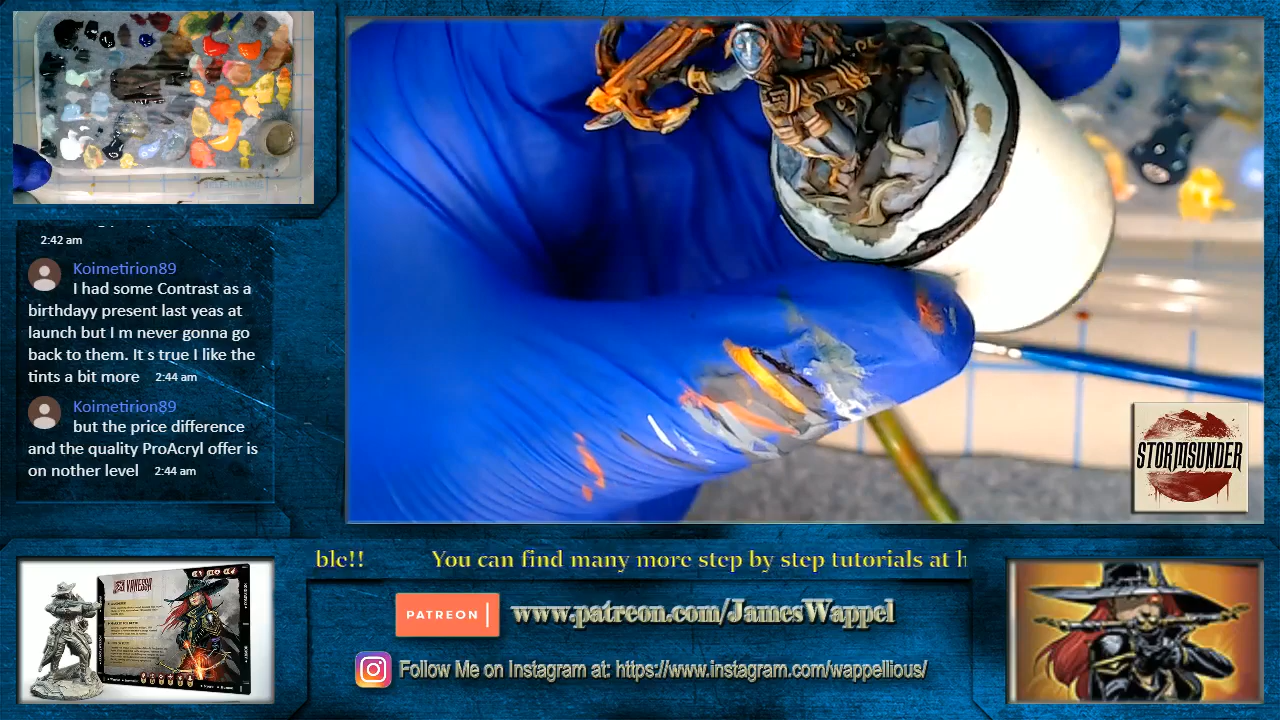 2:42 am
Koimetirion89
I had some Contrast as a
birthdayy present last yeas at
launch but I m never gonna go
back to them. It s true I like the
tints a bit more 2:44 am
Koimetirion89
but the price difference
and the quality ProAcryl offer is
on nother level 2:44 am
STORMSUNDER
VANESSA
ble!! You can find many more step by step tutorials at h
PATREON
www.patreon.com/JamesWappel
Follow Me on Instagram at: https://www.instagram.com/wappellious/